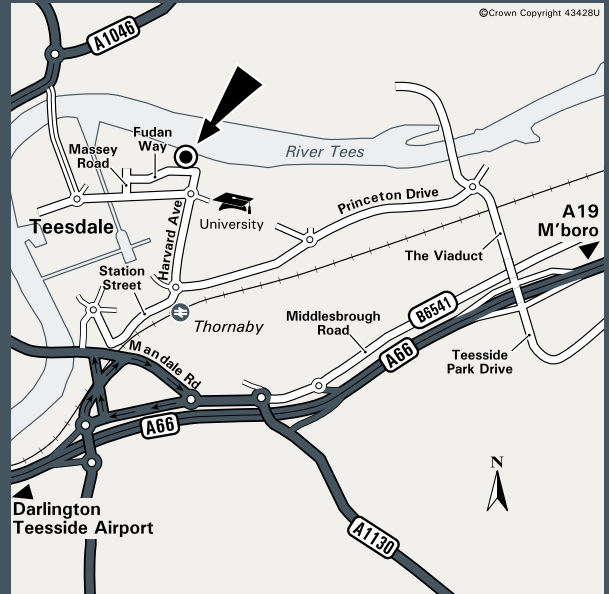 ©Crown Copyright 43428U
A1046
Fudan
Way
Massey
Road
River Tees
Princeton Drive
A19
M'boro
Teesdale
University
Harvard Ave
The Viaduct
Station
Street
B6541
Middlesbrough
Road
Thornaby
Mandale Rd
A66
Teesside
Park Drive
A66
N
Darlington
Teesside Airport
A1130